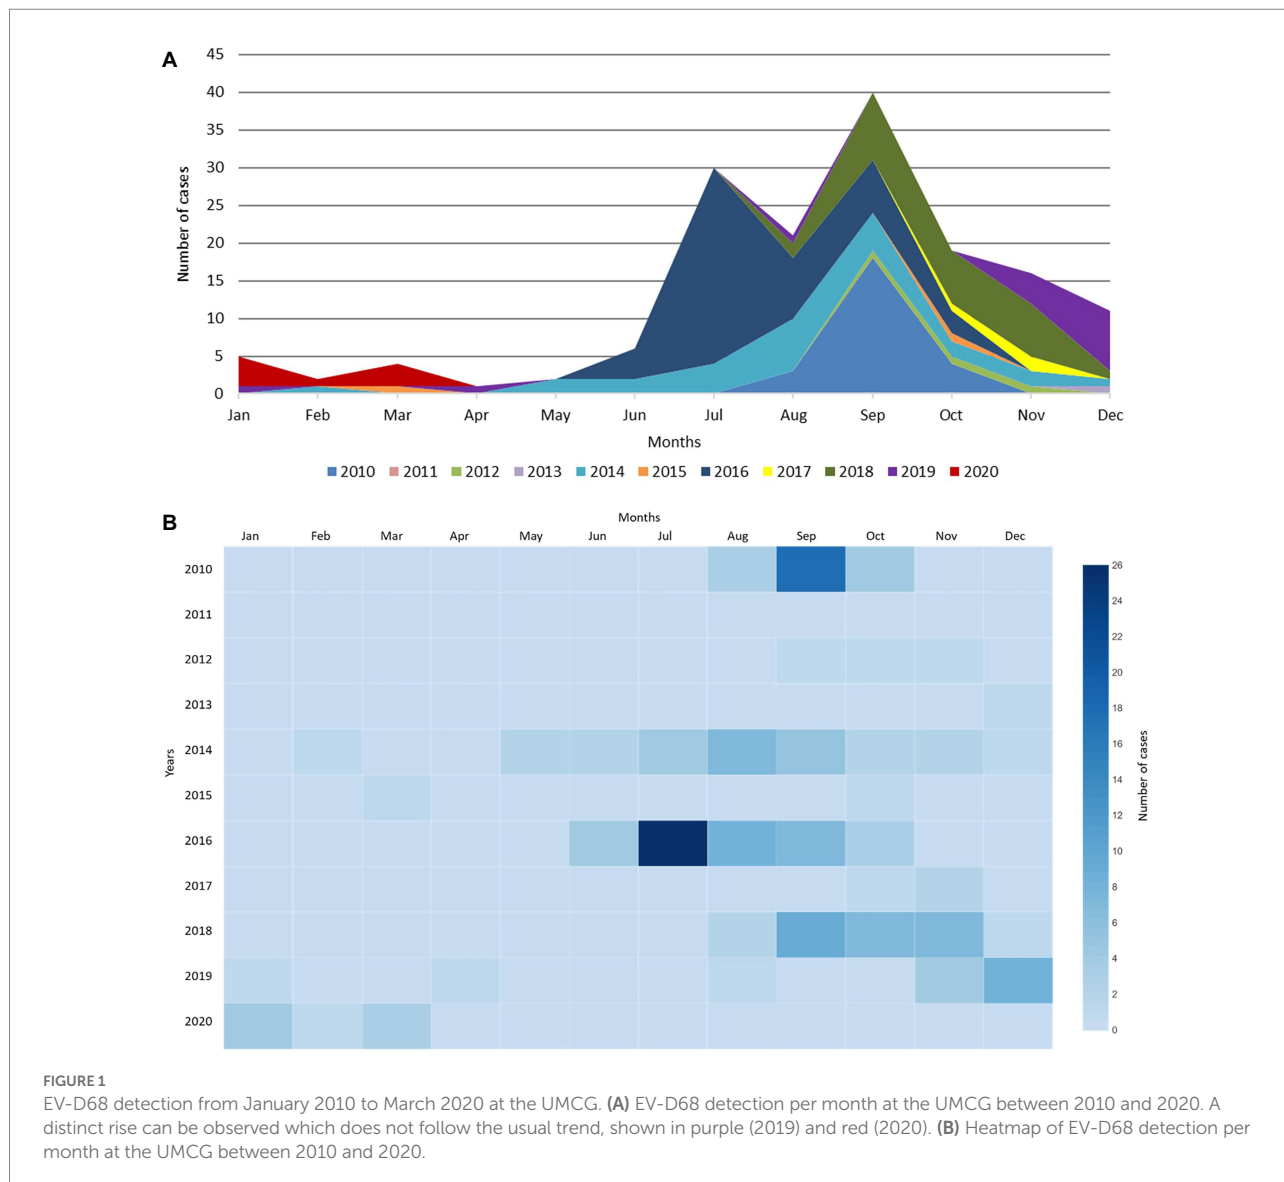 A
45
40
35
30
25
20
15
10
5
0
Number of cases
Jan Feb Mar Apr May Jun Jul Aug Sep Oct Nov Dec
Months
2010 2011 2012 2013 2014 2015 2016 2017 2018 2019 2020
B
Months
Jan Feb Mar Apr May Jun Jul Aug Sep Oct Nov Dec
Years
2010
2011
2012
2013
2014
2015
2016
2017
2018
2019
2020
26
24
22
20
18
16
14
12
10
8
6
4
2
0
Number of cases
FIGURE 1
EV-D68 detection from January 2010 to March 2020 at the UMCG. (A) EV-D68 detection per month at the UMCG between 2010 and 2020. A
distinct rise can be observed which does not follow the usual trend, shown in purple (2019) and red (2020). (B) Heatmap of EV-D68 detection per
month at the UMCG between 2010 and 2020.